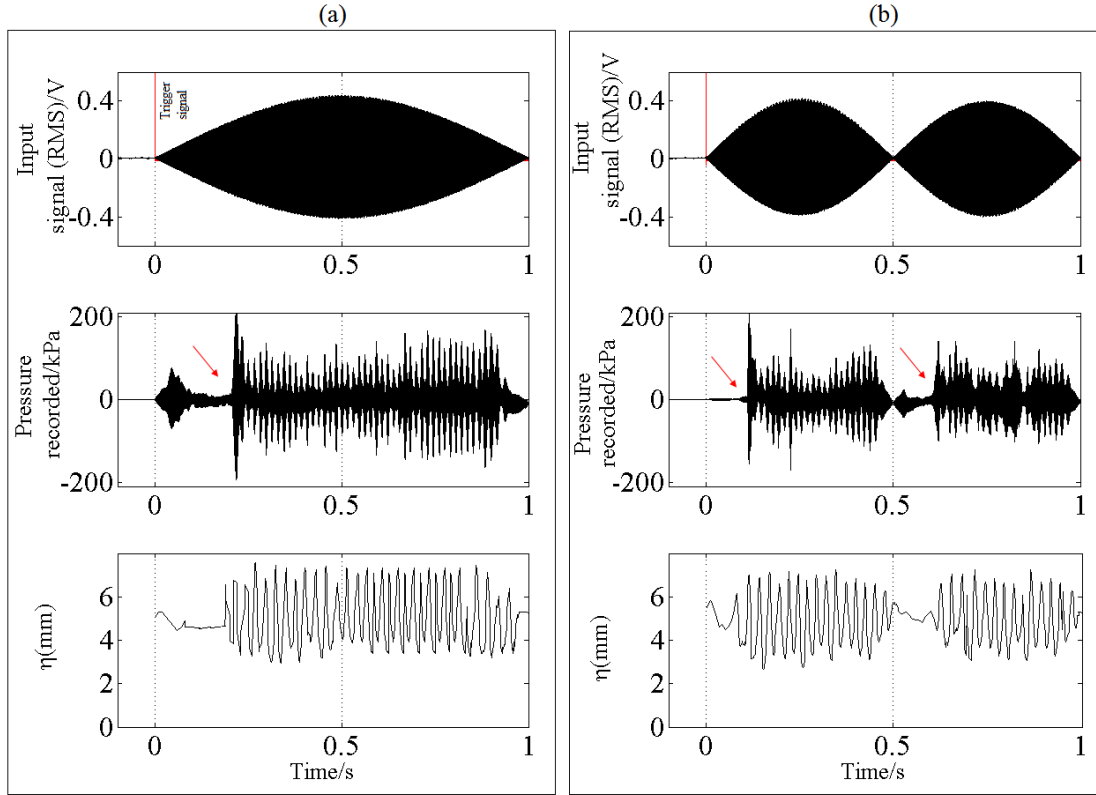 (a)
Input
signal (RMS)/V
0.4
0
-0.4
Trigger
signal
0
0.5
1
Pressure
recorded/kPa
200
0
-200
0
0.5
1
η(mm)
6
4
2
0
0
0.5
1
Time/s
(b)
Input
signal (RMS)/V
0.4
0
-0.4
0
0.5
1
Pressure
recorded/kPa
200
0
-200
0
0.5
1
η(mm)
6
4
2
0
0
0.5
1
Time/s